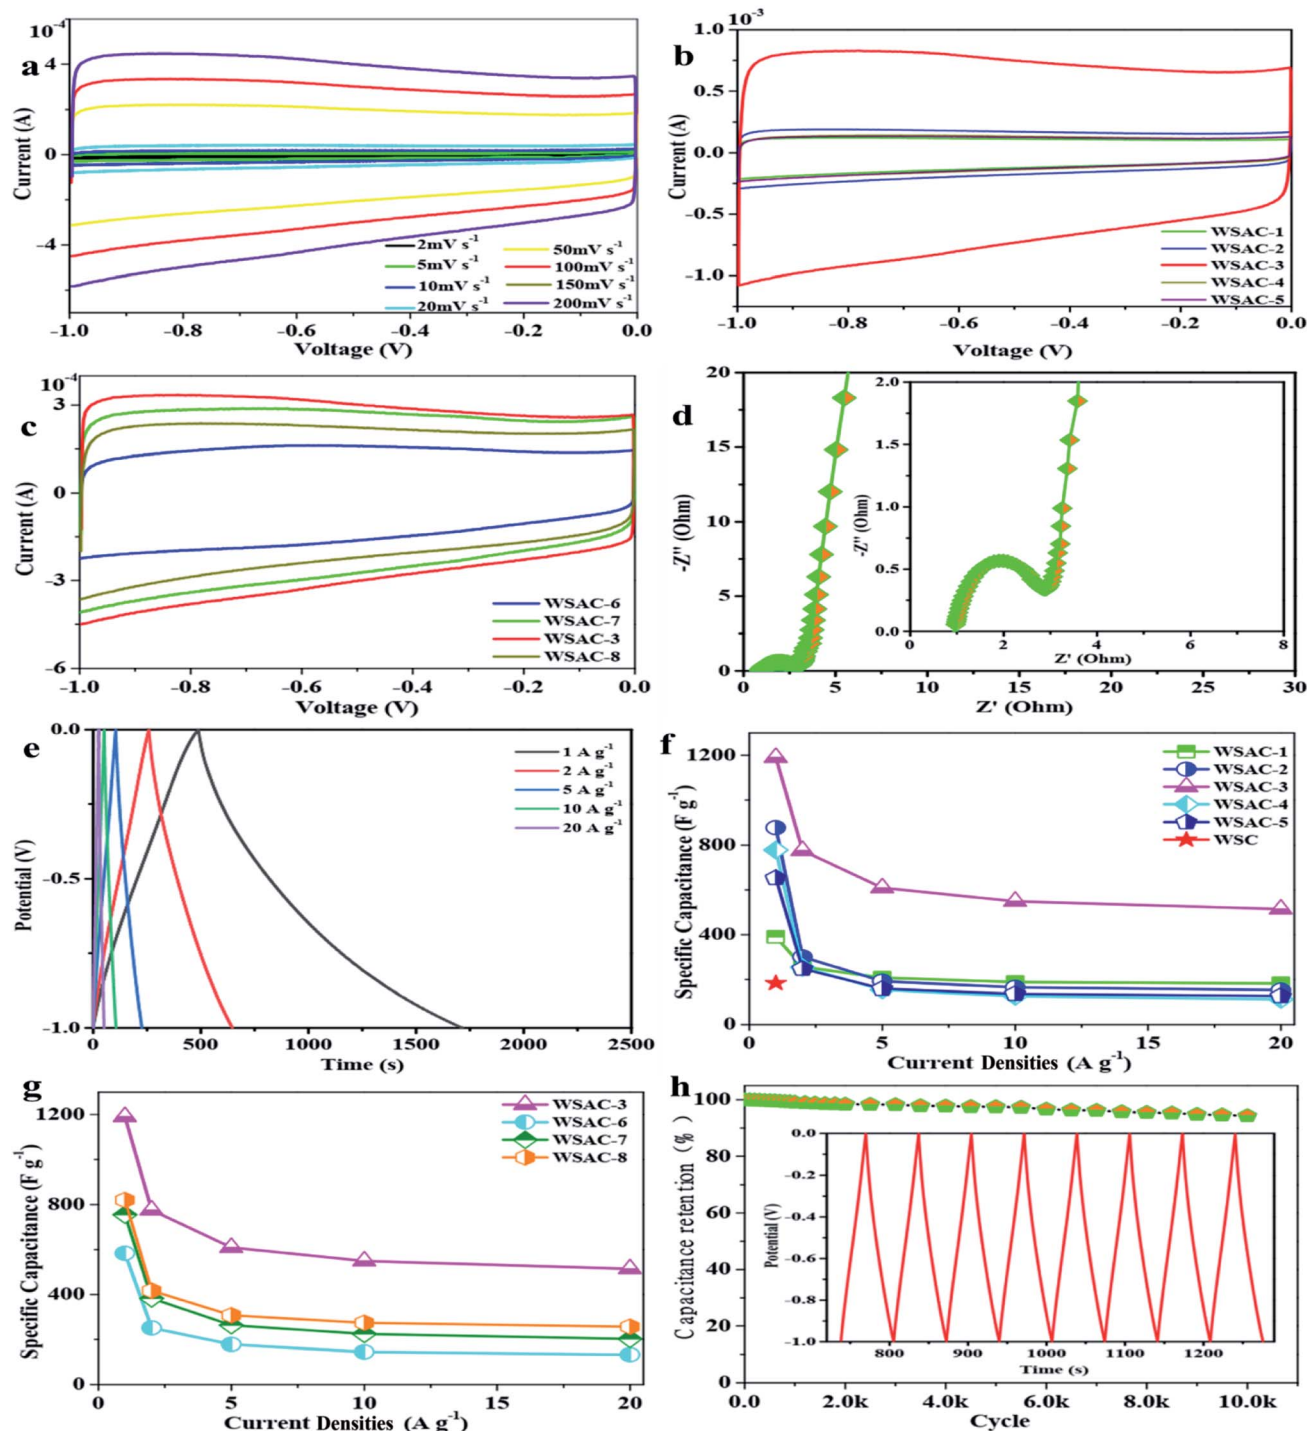 a
10⁻⁴
4
0
-4
Current (A)
2mV s⁻¹
5mV s⁻¹
10mV s⁻¹
20mV s⁻¹
50mV s⁻¹
100mV s⁻¹
150mV s⁻¹
200mV s⁻¹
-1.0 -0.8 -0.6 -0.4 -0.2 0.0
Voltage (V)
b
10⁻³
1.0
0.5
0.0
-0.5
-1.0
Current (A)
WSAC-1
WSAC-2
WSAC-3
WSAC-4
WSAC-5
-1.0 -0.8 -0.6 -0.4 -0.2 0.0
Voltage (V)
c
10⁻⁴
3
0
-3
-6
Current (A)
WSAC-6
WSAC-7
WSAC-3
WSAC-8
-1.0 -0.8 -0.6 -0.4 -0.2 0.0
Voltage (V)
d
20
15
10
5
0
-Z'' (Ohm)
2.0
1.5
1.0
0.5
0.0
-Z'' (Ohm)
0 2 4 6 8
Z' (Ohm)
0 5 10 15 20 25 30
Z' (Ohm)
e
0.0
-0.5
-1.0
Potential (V)
1 A g⁻¹
2 A g⁻¹
5 A g⁻¹
10 A g⁻¹
20 A g⁻¹
0 500 1000 1500 2000 2500
Time (s)
f
1200
800
400
0
Specific Capacitance (F g⁻¹)
WSAC-1
WSAC-2
WSAC-3
WSAC-4
WSAC-5
WSC
0 5 10 15 20
Current Densities (A g⁻¹)
g
1200
800
400
0
Specific Capacitance (F g⁻¹)
WSAC-3
WSAC-6
WSAC-7
WSAC-8
0 5 10 15 20
Current Densities (A g⁻¹)
h
100
80
60
40
20
0
Capacitance retention (%)
0.0
-0.2
-0.4
-0.6
-0.8
-1.0
Potential (V)
800 900 1000 1100 1200
Time (s)
0.0 2.0k 4.0k 6.0k 8.0k 10.0k
Cycle